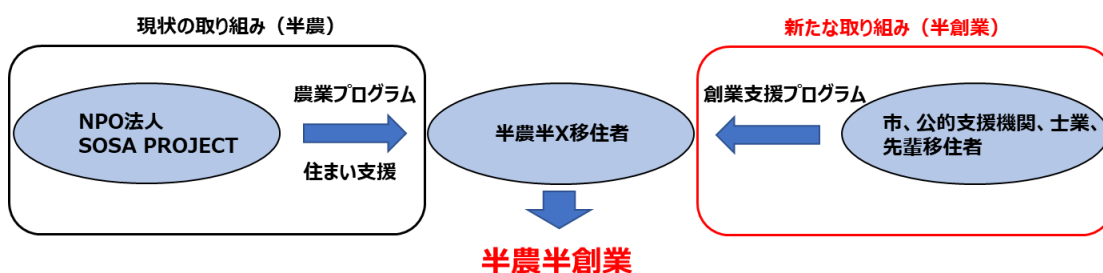 現状の取り組み（半農）
新たな取り組み（半創業）
NPO法人
SOSA PROJECT
農業プログラム
住まい支援
半農半X移住者
創業支援プログラム
市、公的支援機関、士業、
先輩移住者
半農半創業